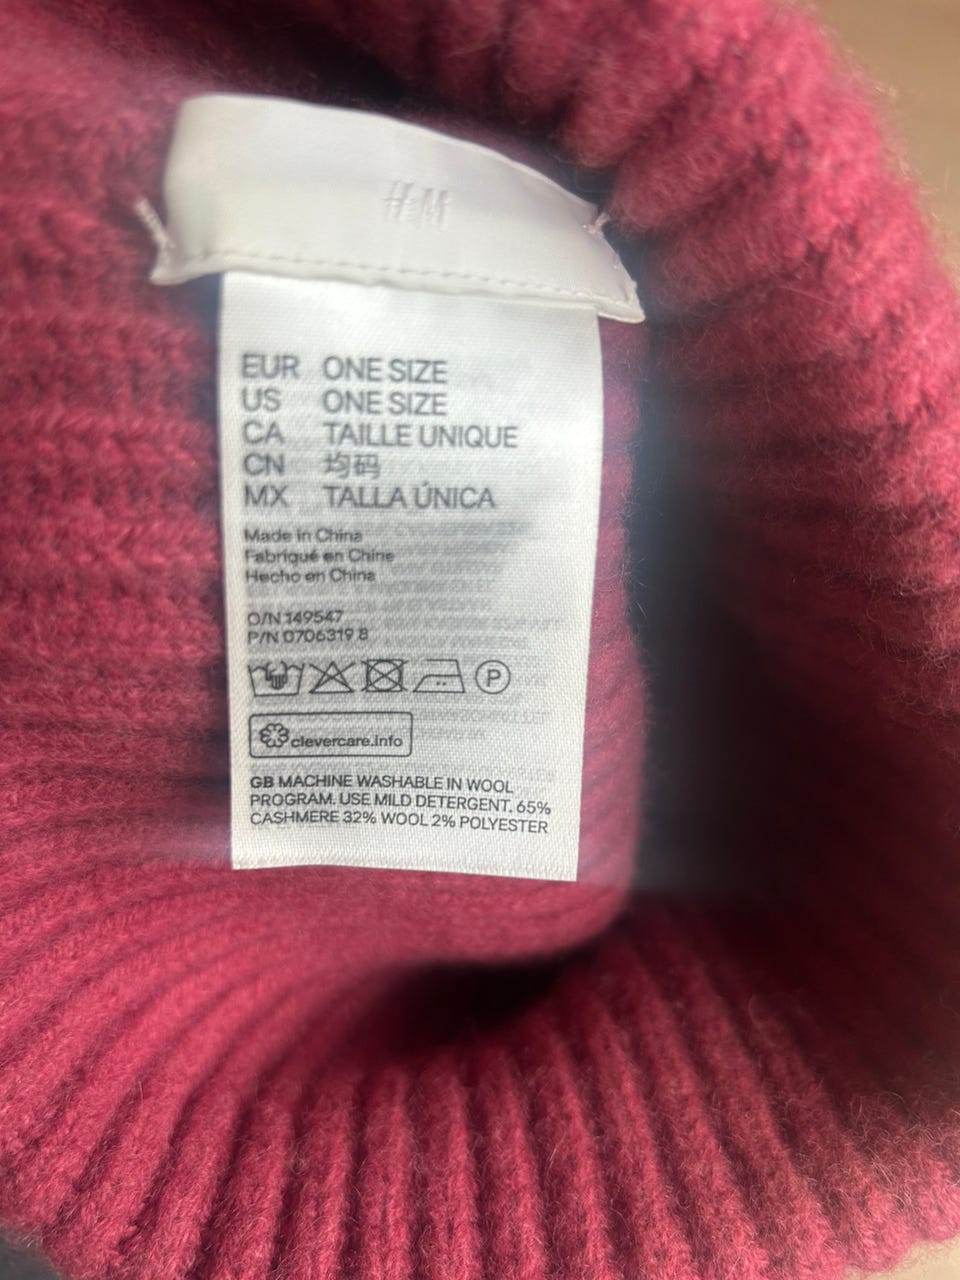 H&M
EUR ONE SIZE
US ONE SIZE
CA TAILLE UNIQUE
CN 均码
MX TALLA ÚNICA
Made in China
Fabriqué en Chine
Hecho en China
O/N 149547
P/N 0706319 8
P
clevercare.info
GB MACHINE WASHABLE IN WOOL
PROGRAM. USE MILD DETERGENT. 65%
CASHMERE 32% WOOL 2% POLYESTER